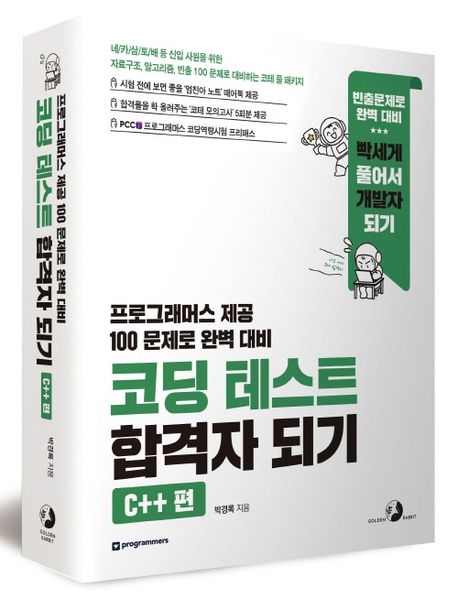 네/카/삼/토/배 등 신입 사원을 위한
자료구조, 알고리즘, 빈출 100 문제로 대비하는 코테 풀 패키지
시험 전에 보면 좋을 '엄친아 노트' 떼어북 제공
합격률을 확 올려주는 '코테 모의고사' 5회분 제공
PCC 프로그래머스 코딩역량시험 프리패스
빈출문제로
완벽 대비
★★★
빡세게
풀어서
개발자
되기
프로그래머스 제공
100 문제로 완벽 대비
코딩 테스트
합격자 되기
C++ 편
박경록 지음
programmers
GOLDEN RABBIT
프로그래머스 제공 100 문제로 완벽 대비
코딩 테스트 합격자 되기
C++ 편
박경록 지음
GOLDEN RABBIT